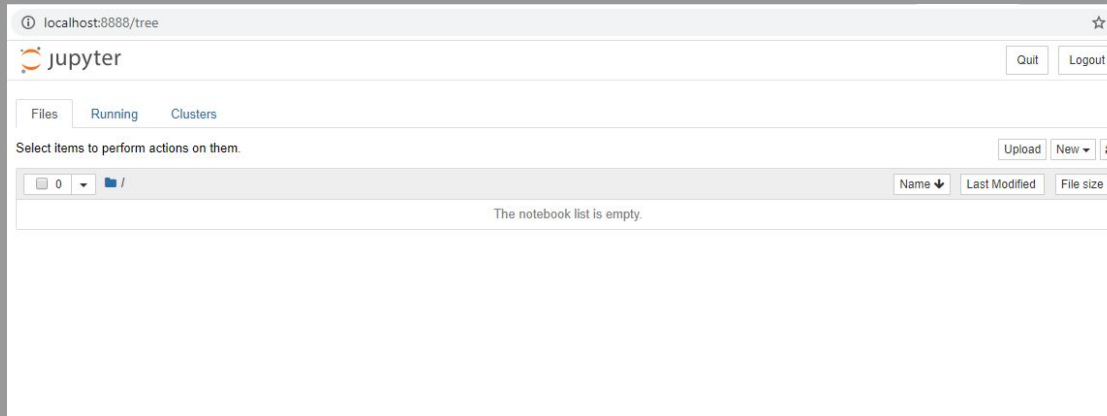 localhost:8888/tree
jupyter
Quit Logout
Files Running Clusters
Select items to perform actions on them.
Upload New
0 / Name Last Modified File size
The notebook list is empty.